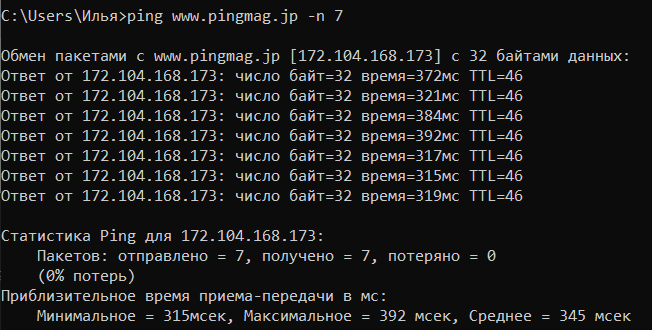 C:\Users\Илья>ping www.pingmag.jp -n 7
Обмен пакетами с www.pingmag.jp [172.104.168.173] с 32 байтами данных:
Ответ от 172.104.168.173: число байт=32 время=372мс TTL=46
Ответ от 172.104.168.173: число байт=32 время=321мс TTL=46
Ответ от 172.104.168.173: число байт=32 время=384мс TTL=46
Ответ от 172.104.168.173: число байт=32 время=392мс TTL=46
Ответ от 172.104.168.173: число байт=32 время=317мс TTL=46
Ответ от 172.104.168.173: число байт=32 время=315мс TTL=46
Ответ от 172.104.168.173: число байт=32 время=319мс TTL=46
Статистика Ping для 172.104.168.173:
Пакетов: отправлено = 7, получено = 7, потеряно = 0
(0% потерь)
Приблизительное время приема-передачи в мс:
Минимальное = 315мсек, Максимальное = 392 мсек, Среднее = 345 мсек